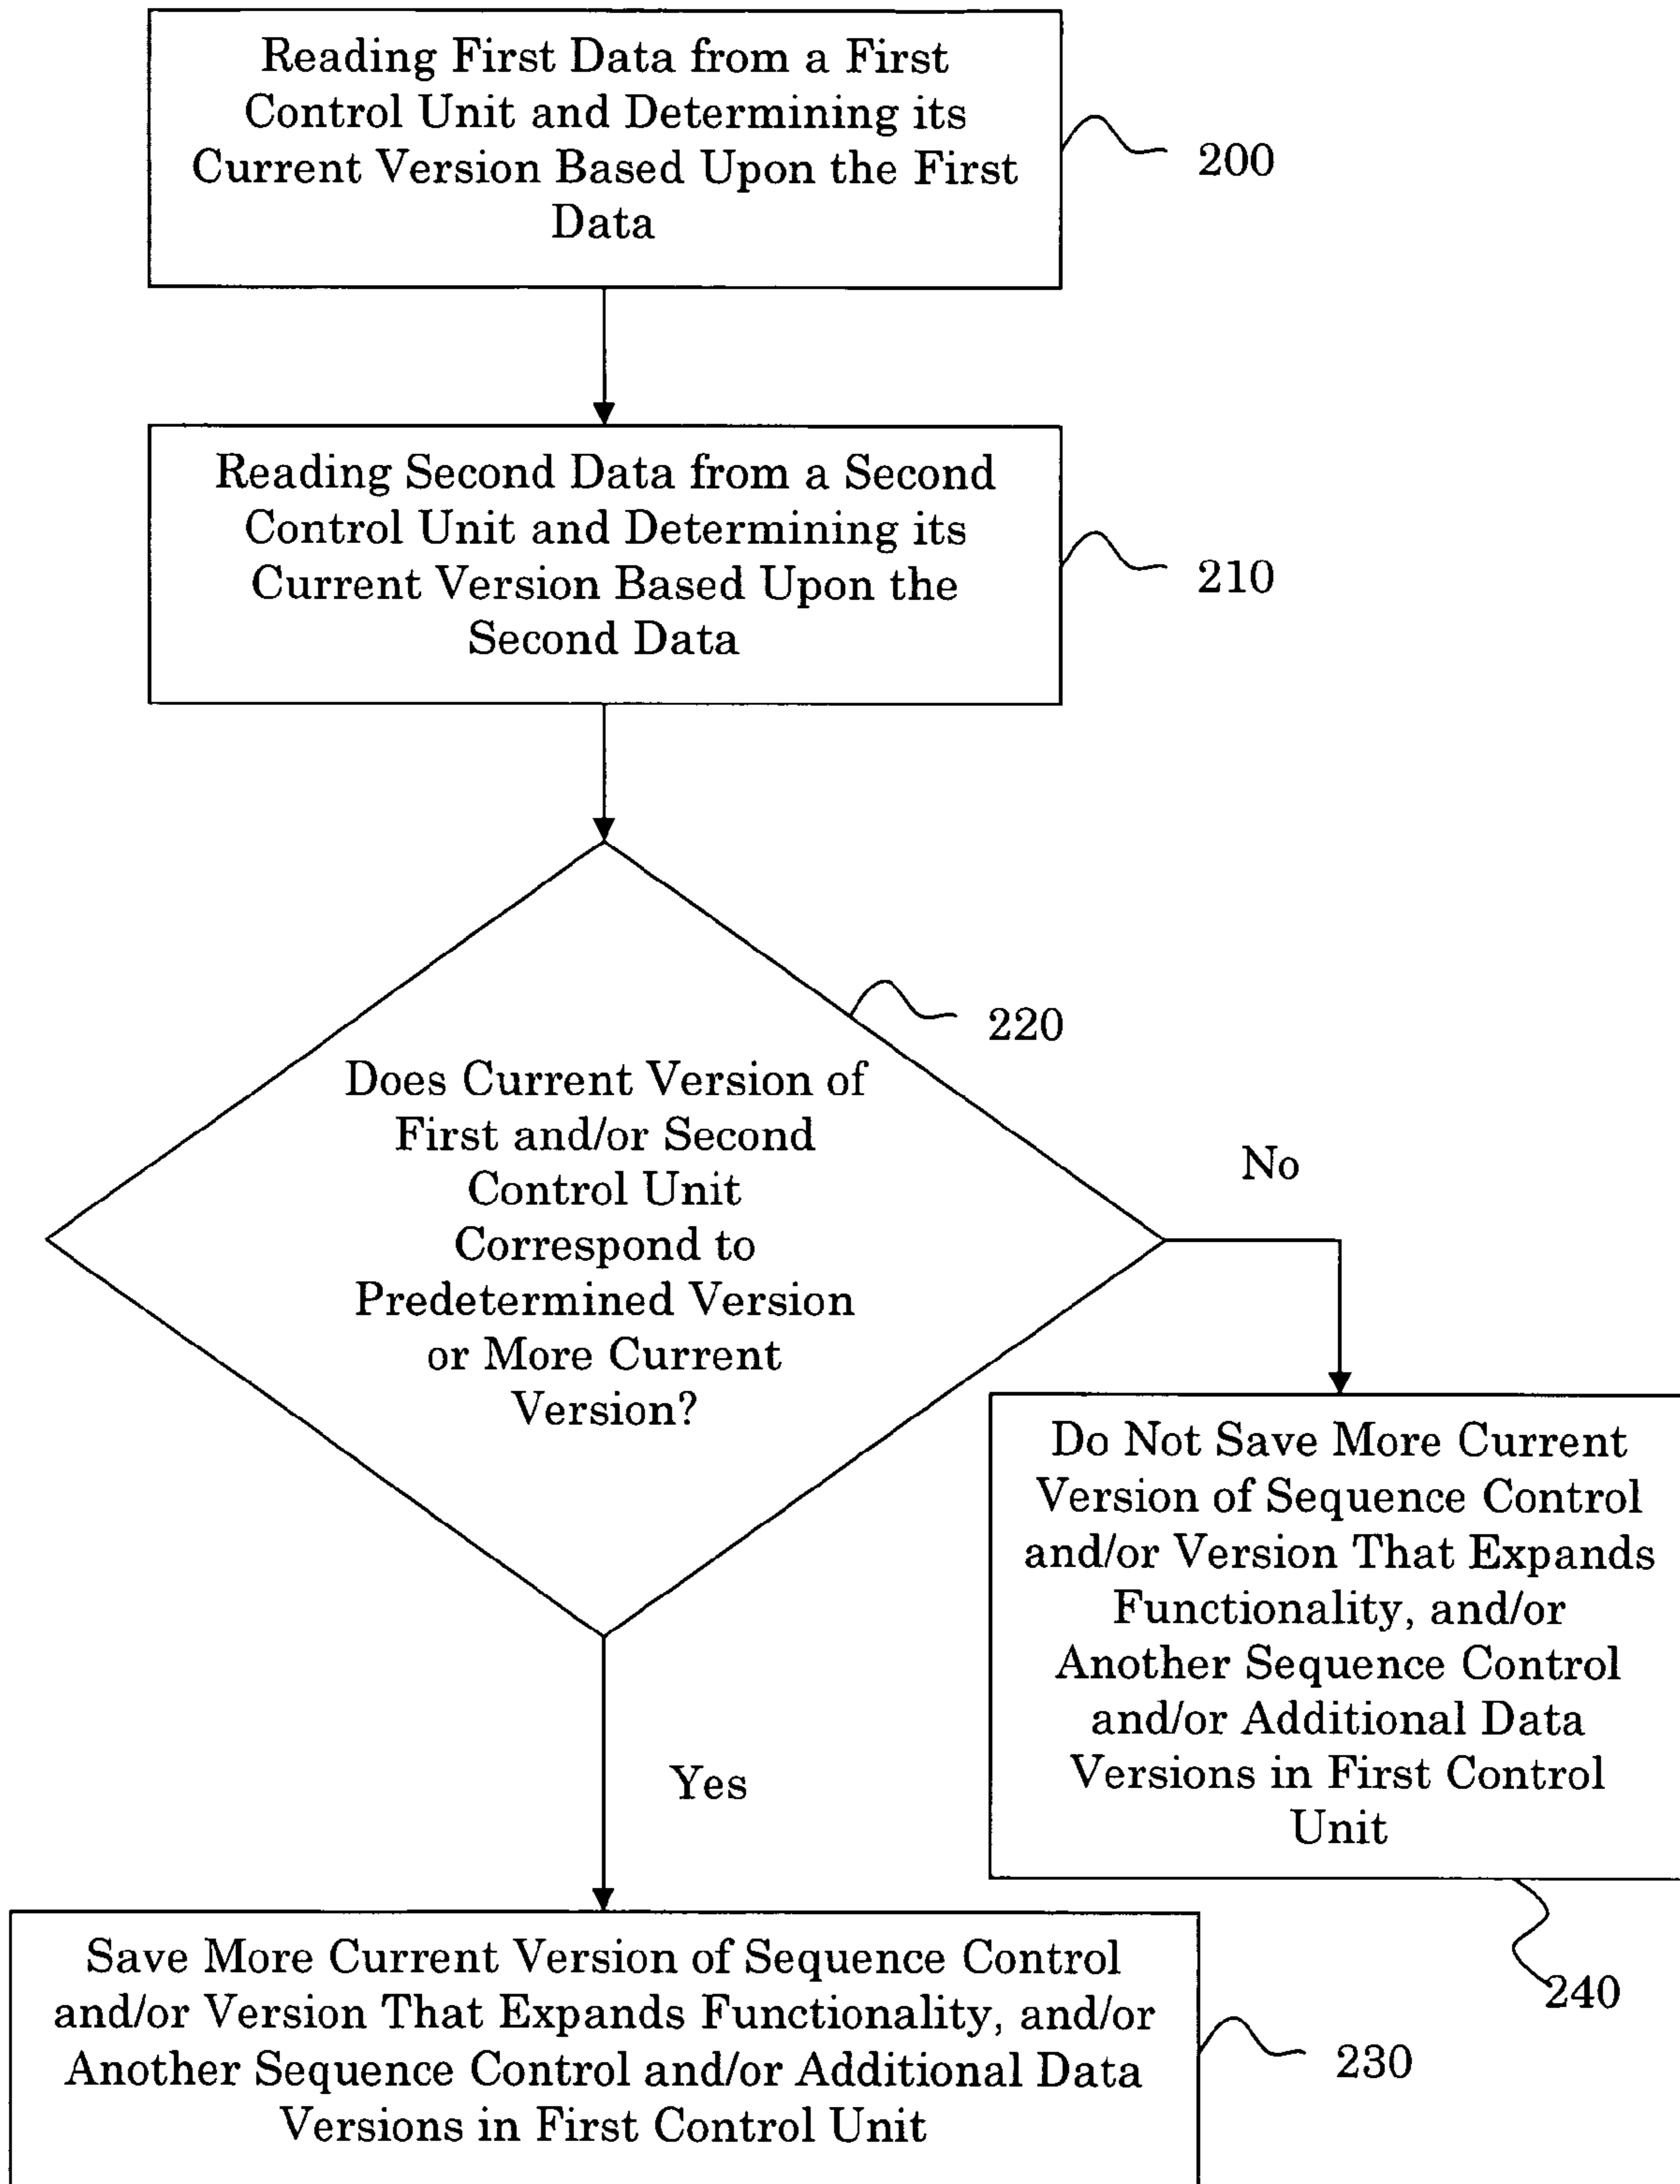 Reading First Data from a First
Control Unit and Determining its
Current Version Based Upon the First
Data
200
Reading Second Data from a Second
Control Unit and Determining its
Current Version Based Upon the
Second Data
210
220
Does Current Version of
First and/or Second
Control Unit
Correspond to
Predetermined Version
or More Current
Version?
No
Do Not Save More Current
Version of Sequence Control
and/or Version That Expands
Functionality, and/or
Another Sequence Control
and/or Additional Data
Versions in First Control
Unit
240
Yes
Save More Current Version of Sequence Control
and/or Version That Expands Functionality, and/or
Another Sequence Control and/or Additional Data
Versions in First Control Unit
230